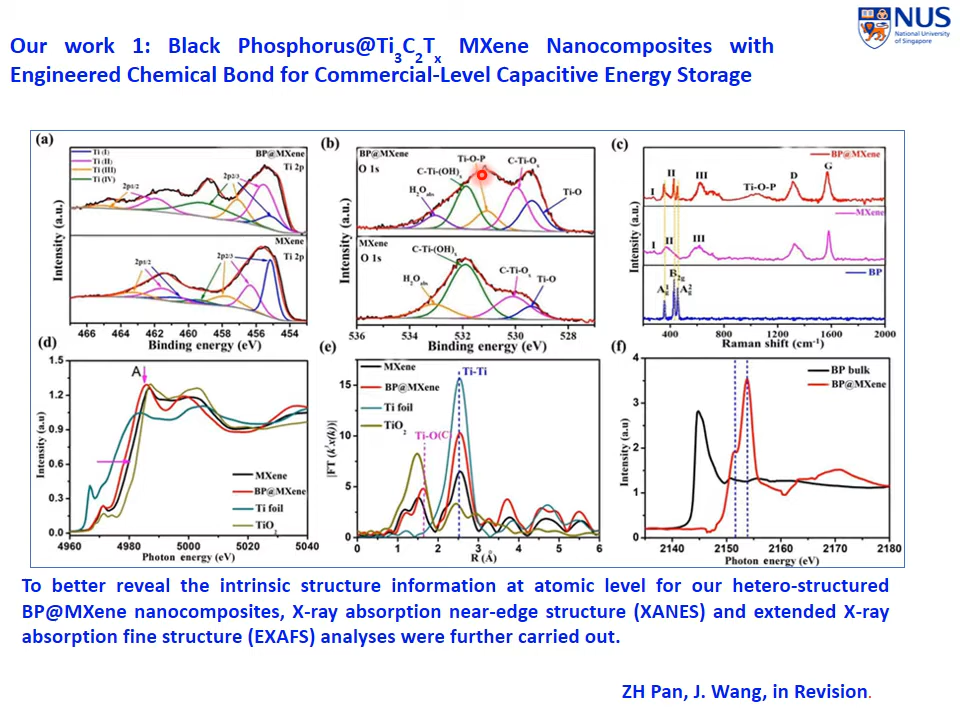 NUS
National University
of Singapore
Our work 1: Black Phosphorus@Ti3C2Tx MXene Nanocomposites with
Engineered Chemical Bond for Commercial-Level Capacitive Energy Storage
(a)
Ti (I)
Ti (II)
Ti (III)
Ti (IV)
BP@MXene
Ti 2p
2p1/2
2p2/3
MXene
Ti 2p
2p1/2
2p2/3
Intensity (a.u.)
466 464 462 460 458 456 454
Binding energy (eV)
(b)
BP@MXene
O 1s
Ti-O-P
C-Ti-(OH)x
C-Ti-Ox
H2Oabs
Ti-O
MXene
O 1s
C-Ti-(OH)x
H2Oabs
C-Ti-Ox
Ti-O
Intensity (a.u.)
536 534 532 530 528
Binding energy (eV)
(c)
BP@MXene
I II III Ti-O-P D G
MXene
I II III
BP
A1g B2g A2g
Intensity (a.u.)
400 800 1200 1600 2000
Raman shift (cm-1)
(d)
A
MXene
BP@MXene
Ti foil
TiO
Intensity (a.u)
1.5
1.2
0.9
0.6
0.3
0.0
4960 4980 5000 5020 5040
Photon energy (eV)
(e)
MXene
BP@MXene
Ti foil
TiO2
Ti-Ti
Ti-O(C)
15
10
5
0
0 1 2 3 4 5 6
R (Å)
(f)
BP bulk
BP@MXene
Intensity (a.u)
4
3
2
1
0
2140 2150 2160 2170 2180
Photon energy (eV)
To better reveal the intrinsic structure information at atomic level for our hetero-structured
BP@MXene nanocomposites, X-ray absorption near-edge structure (XANES) and extended X-ray
absorption fine structure (EXAFS) analyses were further carried out.
ZH Pan, J. Wang, in Revision.